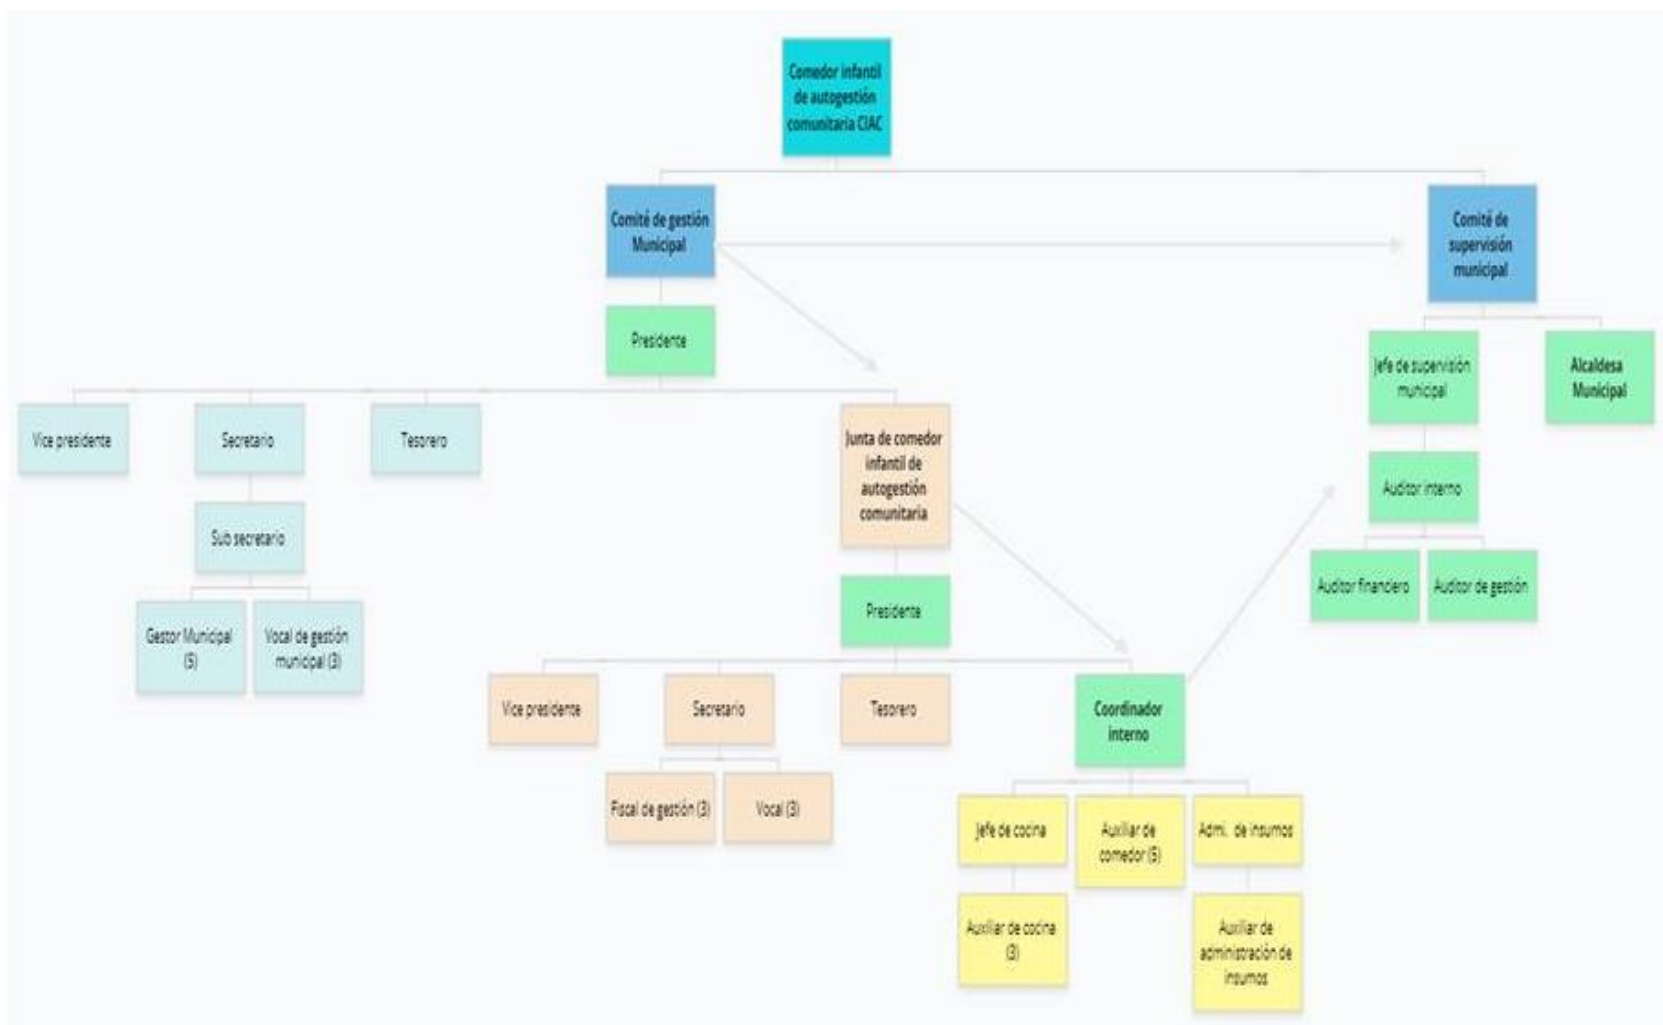 Comedor infantil
de autogestión
comunitaria CIAC
Comité de gestión
Municipal
Comité de
supervisión
municipal
Presidente
Jefe de supervisión
municipal
Alcaldesa
Municipal
Vice presidente
Secretario
Tesorero
Junta de comedor
infantil de
autogestión
comunitaria
Auditor interno
Sub secretario
Auditor financiero
Auditor de gestión
Gestor Municipal
(5)
Vocal de gestión
municipal (3)
Presidente
Vice presidente
Secretario
Tesorero
Coordinador
interno
Fiscal de gestión (3)
Vocal (3)
Jefe de cocina
Auxiliar de
comedor (5)
Admi. de insumos
Auxiliar de cocina
(3)
Auxiliar de
administración de
insumos